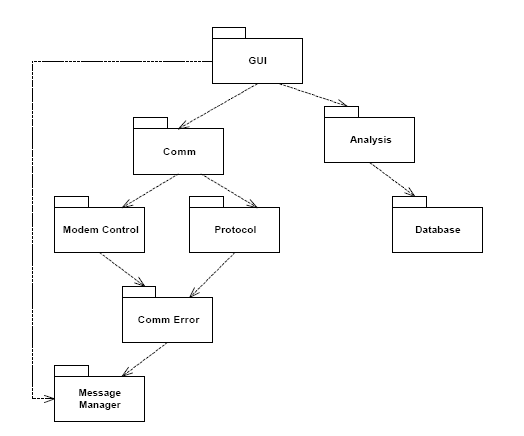 GUI
Comm
Analysis
Modem Control
Protocol
Database
Comm Error
Message
Manager